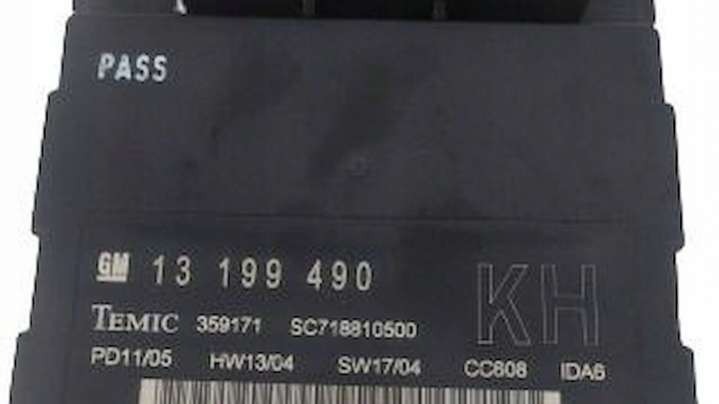 PASS
GM 13 199 490 KH
TEMIC 359171 SC718810500
PD11/05 HW13/04 SW17/04 CC808 IDA6